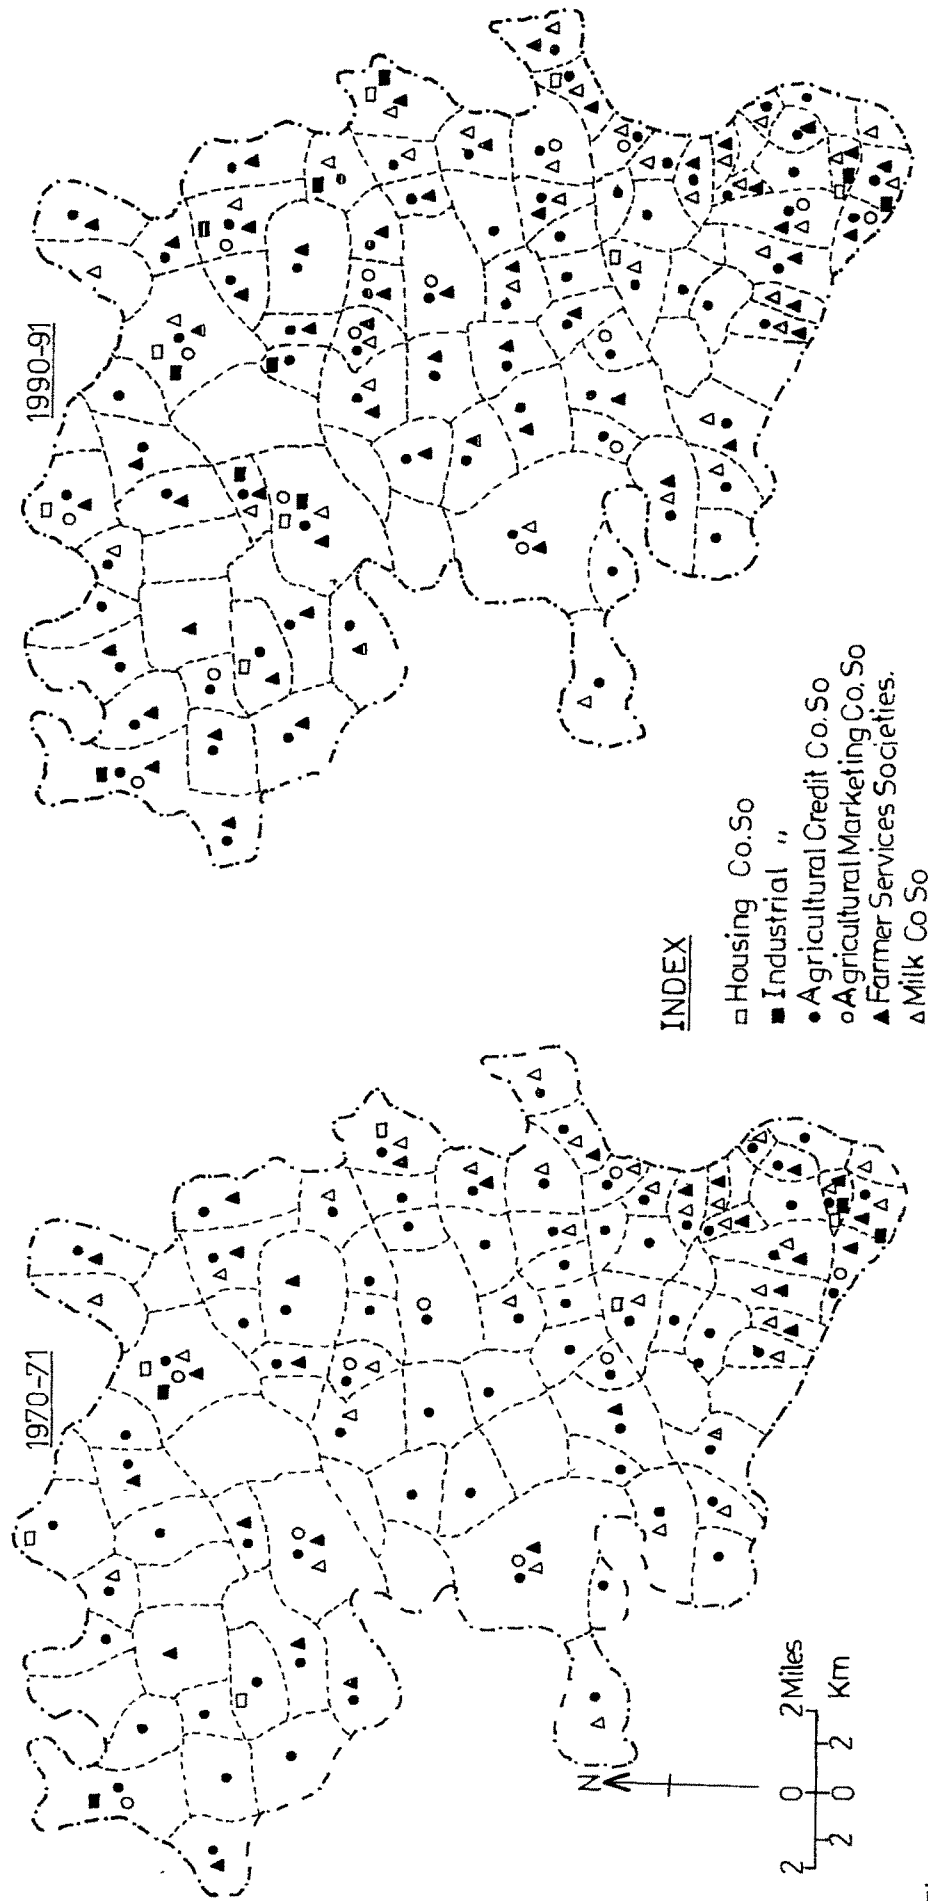 1970-71
1990-91
INDEX
Housing Co.So
Industrial ,,
Agricultural Credit Co.So
Agricultural Marketing Co.So
Farmer Services Societies.
Milk Co So
N
2 0 2 Miles
2 0 2 Km